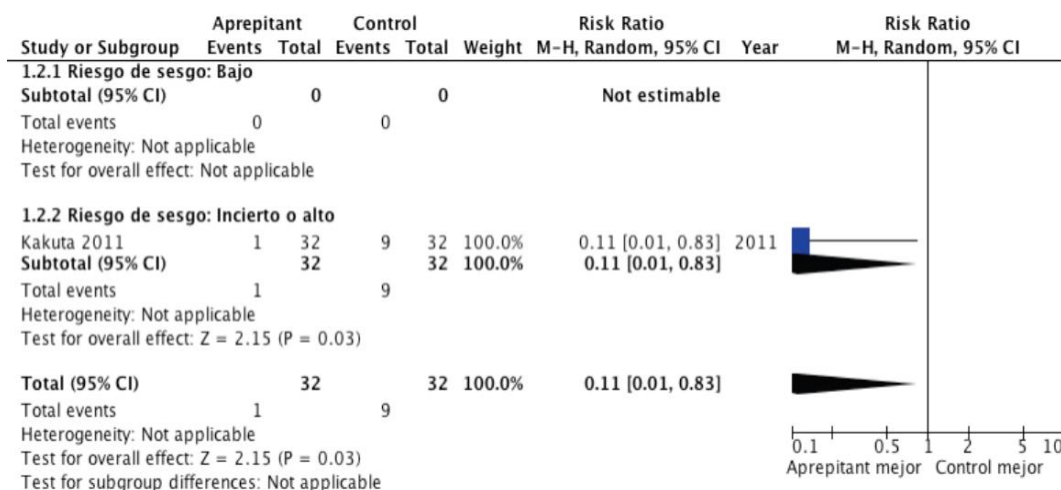 Aprepitant Control Risk Ratio Risk Ratio
Study or Subgroup Events Total Events Total Weight M-H, Random, 95% CI Year M-H, Random, 95% CI
1.2.1 Riesgo de sesgo: Bajo
Subtotal (95% CI) 0 0 Not estimable
Total events 0 0
Heterogeneity: Not applicable
Test for overall effect: Not applicable
1.2.2 Riesgo de sesgo: Incierto o alto
Kakuta 2011 1 32 9 32 100.0% 0.11 [0.01, 0.83] 2011
Subtotal (95% CI) 32 32 100.0% 0.11 [0.01, 0.83]
Total events 1 9
Heterogeneity: Not applicable
Test for overall effect: Z = 2.15 (P = 0.03)
Total (95% CI) 32 32 100.0% 0.11 [0.01, 0.83]
Total events 1 9
Heterogeneity: Not applicable
Test for overall effect: Z = 2.15 (P = 0.03)
Test for subgroup differences: Not applicable
0.1 0.5 1 2 5 10
Aprepitant mejor Control mejor